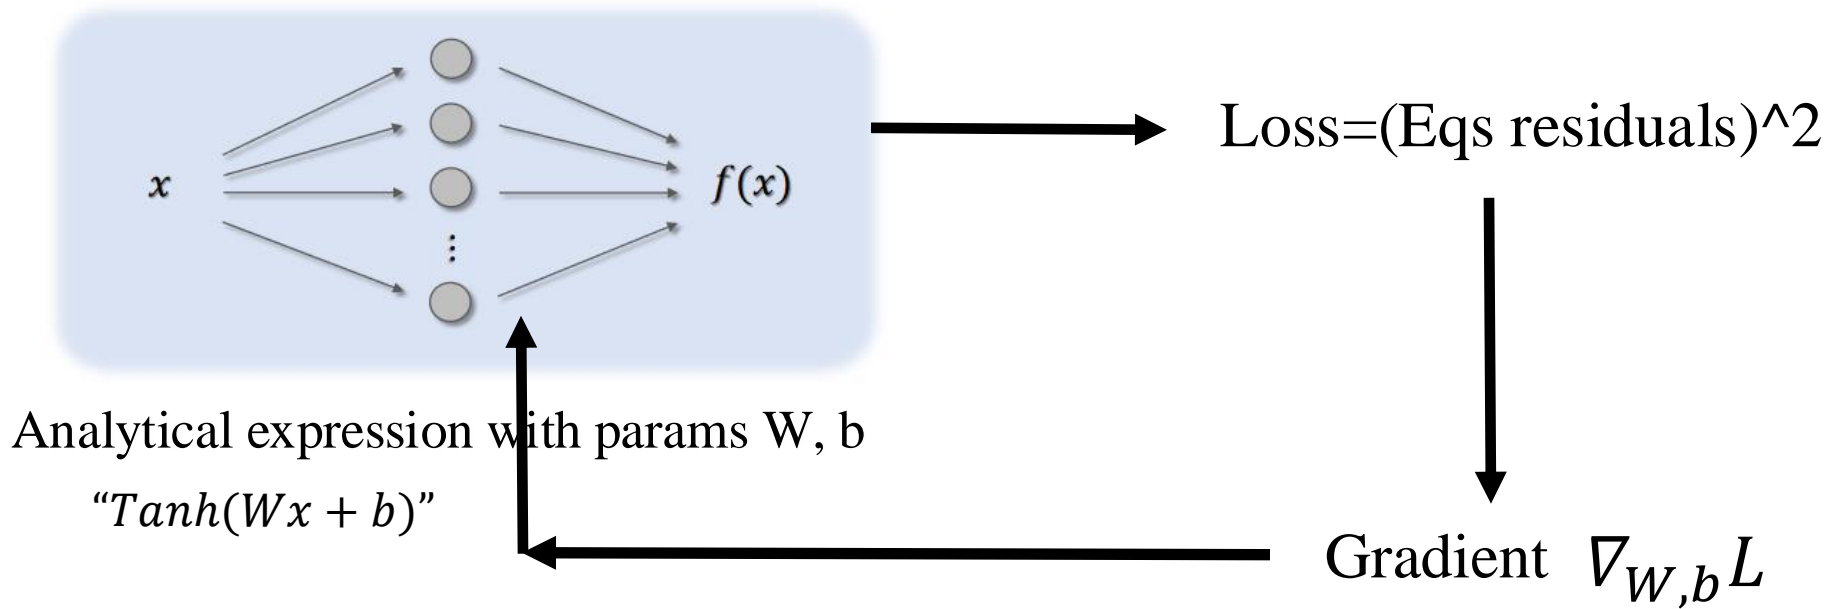 x
⋮
f(x)
Loss=(Eqs residuals)^2
Analytical expression with params W, b
“Tanh(Wx + b)”
Gradient ∇_{W,b}L